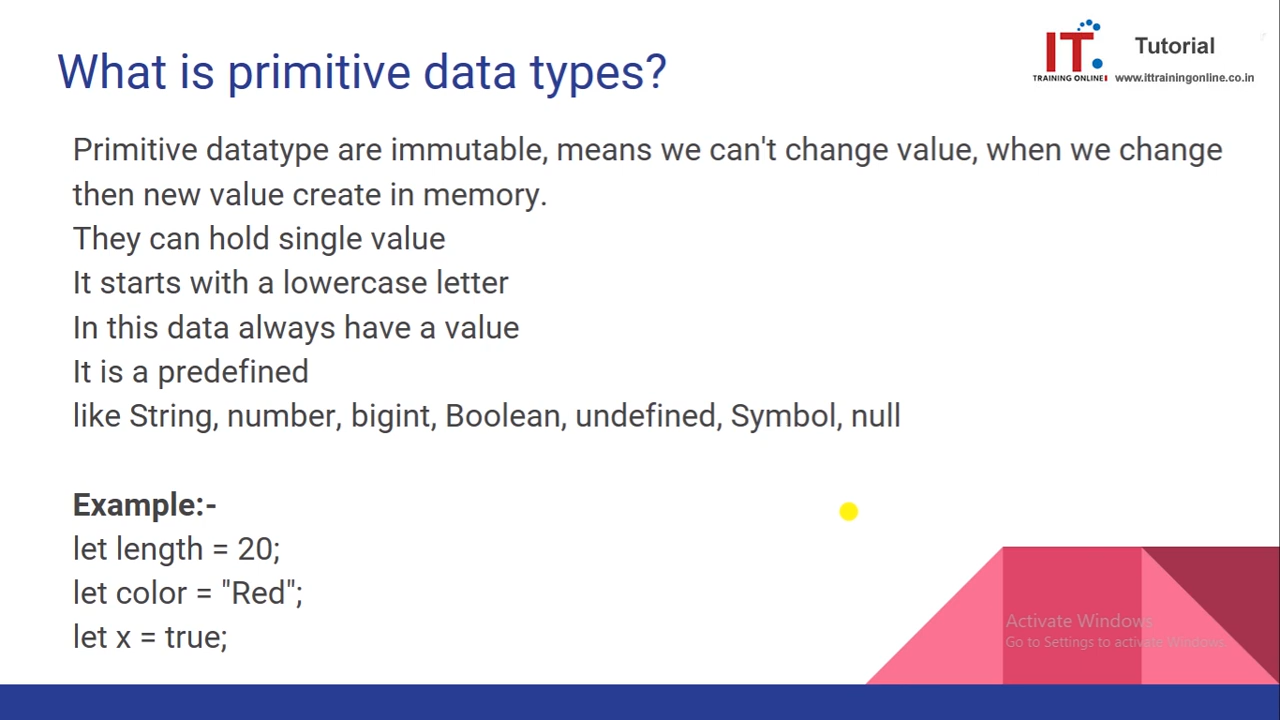 What is primitive data types?
IT.
TRAINING ONLINE
Tutorial
www.ittrainingonline.co.in
Primitive datatype are immutable, means we can't change value, when we change
then new value create in memory.
They can hold single value
It starts with a lowercase letter
In this data always have a value
It is a predefined
like String, number, bigint, Boolean, undefined, Symbol, null
Example:-
let length = 20;
let color = "Red";
let x = true;
Activate Windows
Go to Settings to activate Windows.